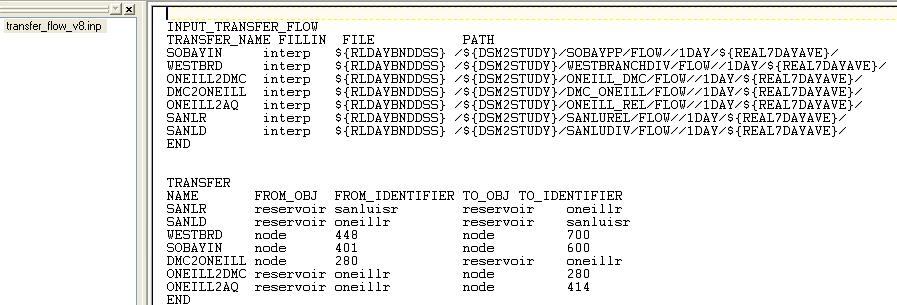 transfer_flow_v8.inp
INPUT_TRANSFER_FLOW
TRANSFER_NAME FILLIN FILE PATH
SOBAYIN interp ${RLDAYBNDDSS} /${DSM2STUDY}/SOBAYPP/FLOW//1DAY/${REAL7DAYAVE}/
WESTBRD interp ${RLDAYBNDDSS} /${DSM2STUDY}/WESTBRANCHDIV/FLOW//1DAY/${REAL7DAYAVE}/
ONEILL2DMC interp ${RLDAYBNDDSS} /${DSM2STUDY}/ONEILL_DMC/FLOW//1DAY/${REAL7DAYAVE}/
DMC2ONEILL interp ${RLDAYBNDDSS} /${DSM2STUDY}/DMC_ONEILL/FLOW//1DAY/${REAL7DAYAVE}/
ONEILL2AQ interp ${RLDAYBNDDSS} /${DSM2STUDY}/ONEILL_REL/FLOW//1DAY/${REAL7DAYAVE}/
SANLR interp ${RLDAYBNDDSS} /${DSM2STUDY}/SANLUREL/FLOW//1DAY/${REAL7DAYAVE}/
SANLD interp ${RLDAYBNDDSS} /${DSM2STUDY}/SANLUDIV/FLOW//1DAY/${REAL7DAYAVE}/
END
TRANSFER
NAME FROM_OBJ FROM_IDENTIFIER TO_OBJ TO_IDENTIFIER
SANLR reservoir sanluisr reservoir oneillr
SANLD reservoir oneillr reservoir sanluisr
WESTBRD node 448 node 700
SOBAYIN node 401 node 600
DMC2ONEILL node 280 reservoir oneillr
ONEILL2DMC reservoir oneillr node 280
ONEILL2AQ reservoir oneillr node 414
END